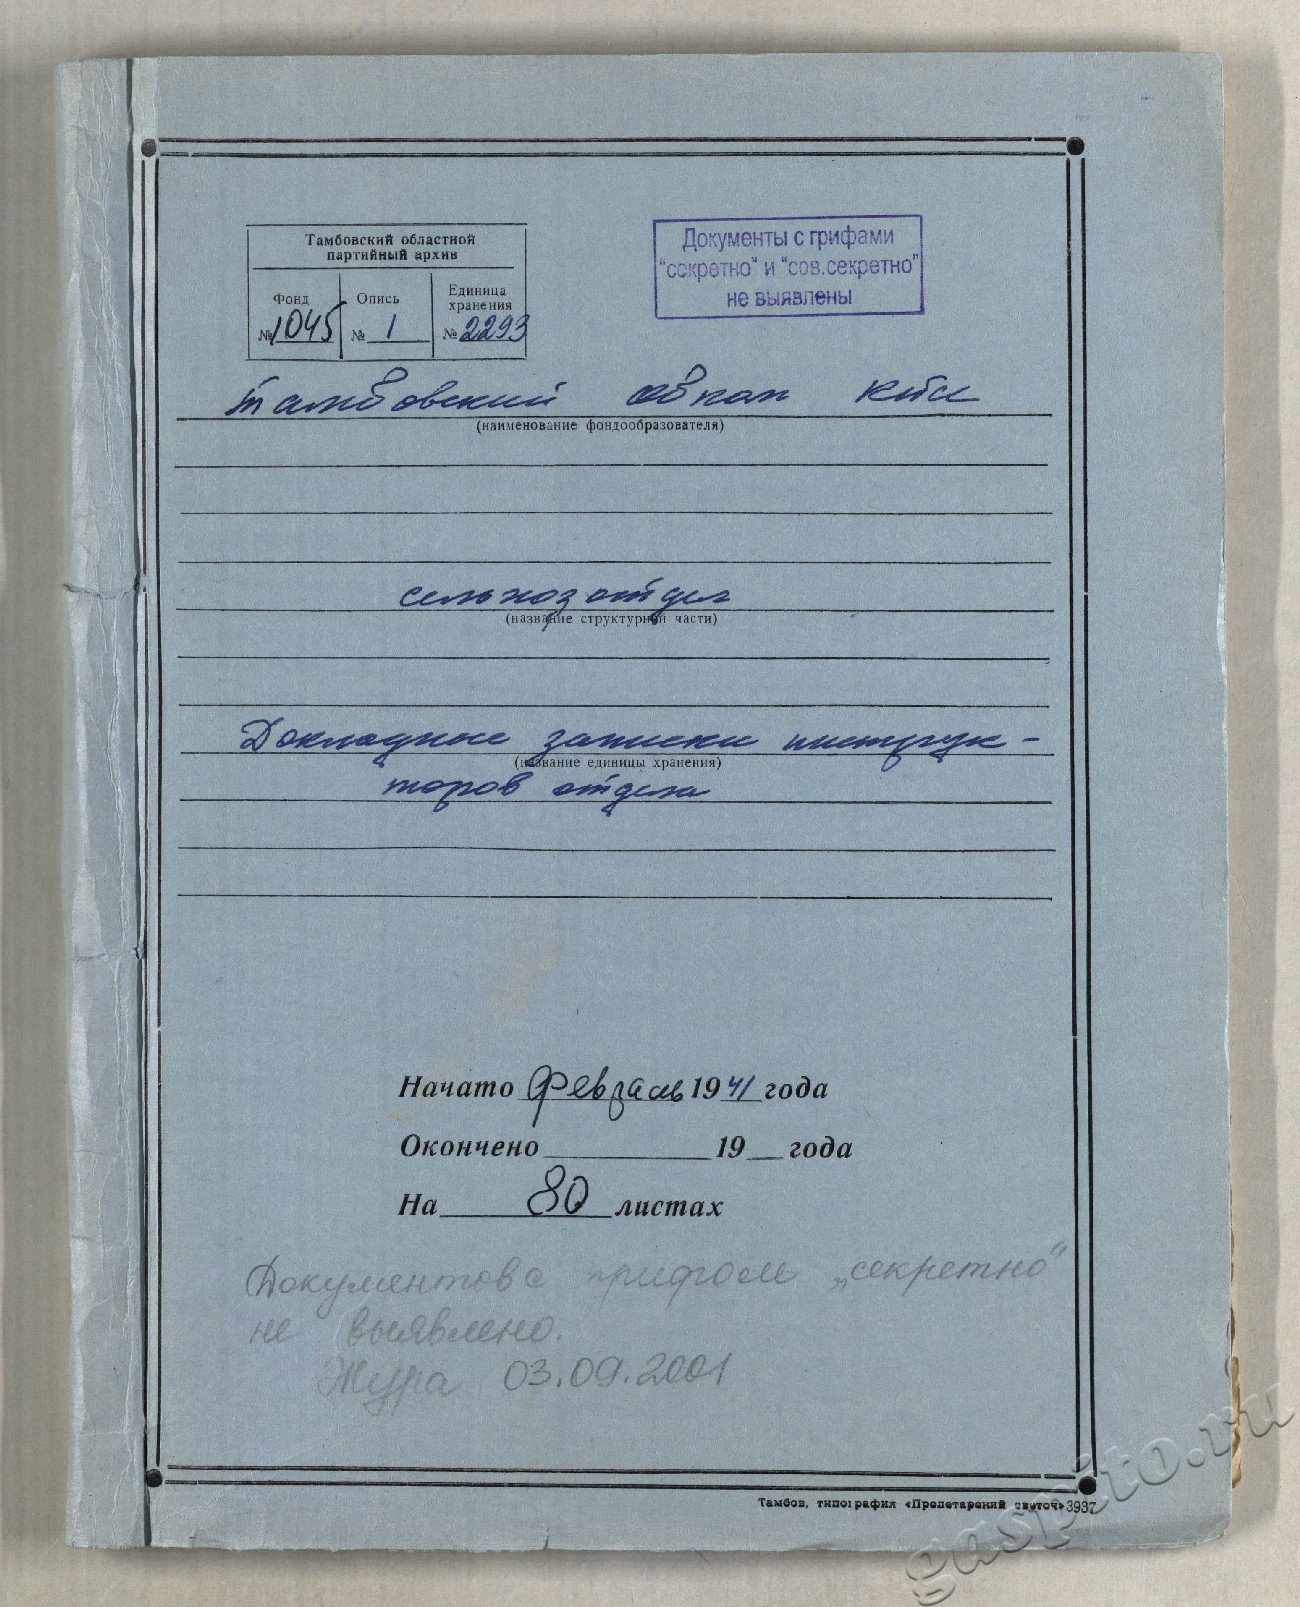 Тамбовский областной
партийный архив
Фонд
№ 1045
Опись
№ 1
Единица
хранения
№ 2293
Документы с грифами
"секретно" и "сов.секретно"
не выявлены
Тамбовский обком КПСС
(наименование фондообразователя)
сельхозотдел
(название структурной части)
Докладные записки инструк-
(название единицы хранения)
торов отдела
Начато февраль 1941 года
Окончено 19 года
На 80 листах
Документов с грифом „секретно“
не выявлено.
Жура 03.09.2001
Тамбов, типография «Пролетарский светоч» 3937
gaspito.ru